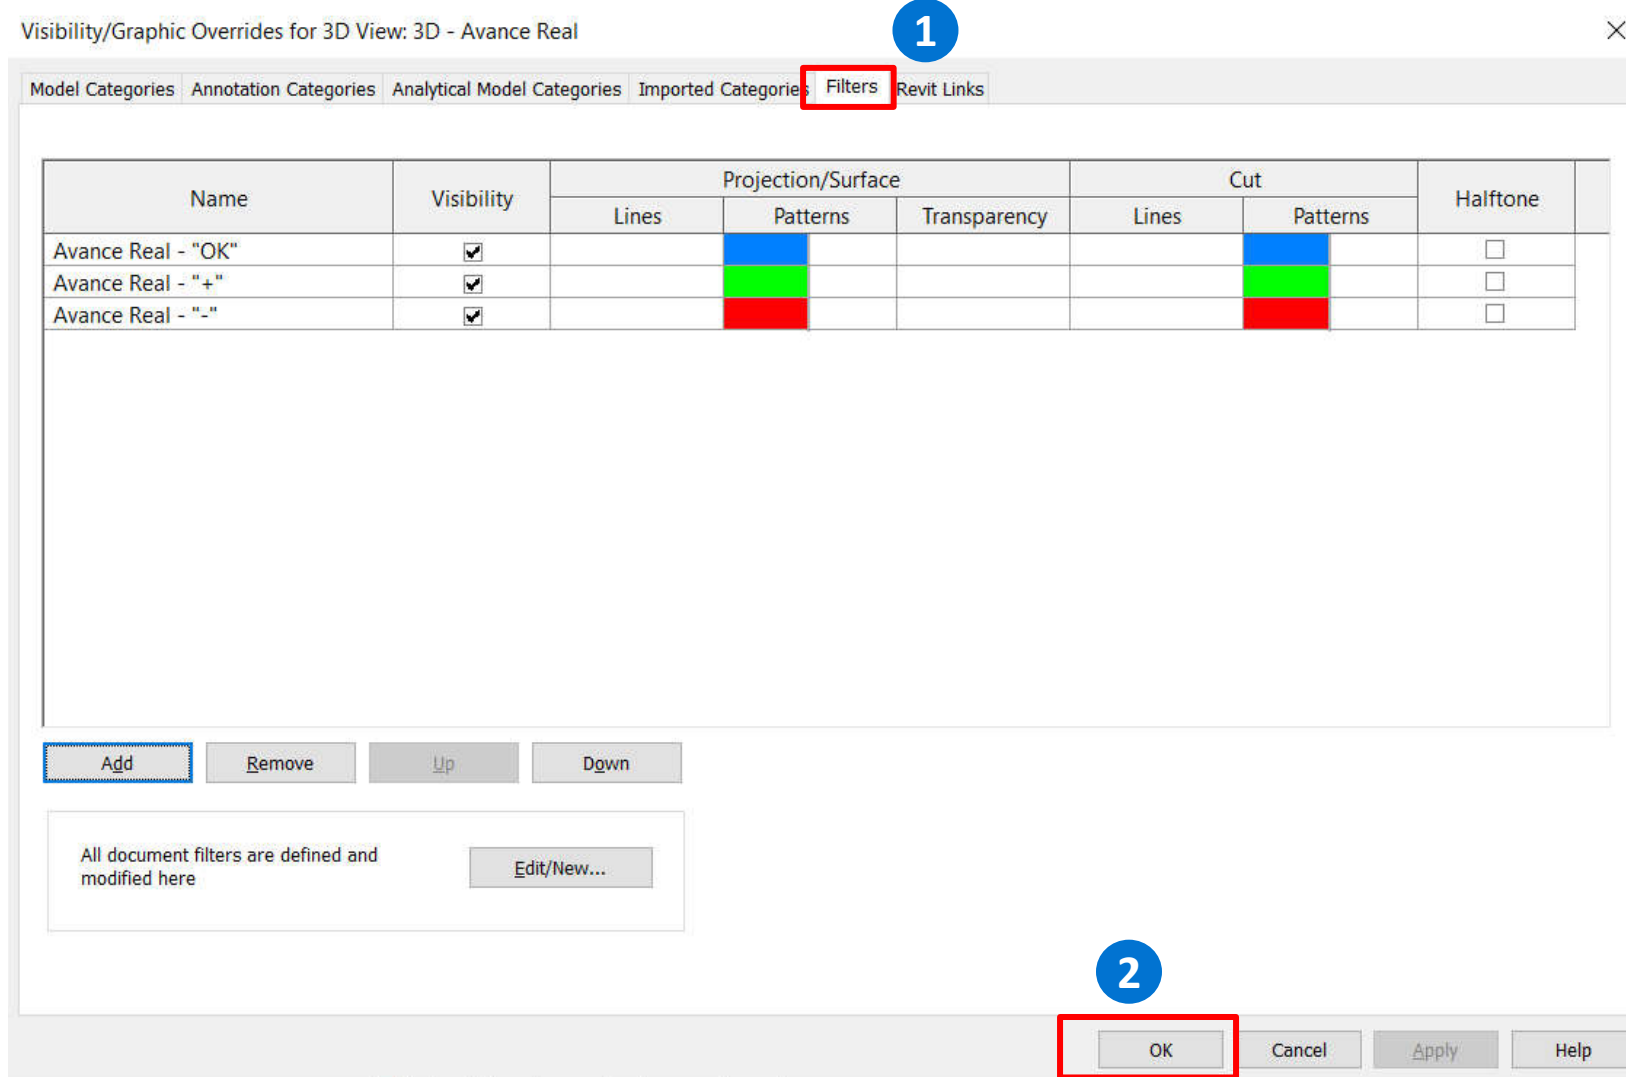 1
Visibility/Graphic Overrides for 3D View: 3D - Avance Real
Model Categories Annotation Categories Analytical Model Categories Imported Categories Filters Revit Links
Name Visibility Projection/Surface Cut Halftone
Lines Patterns Transparency Lines Patterns
Avance Real - "OK"
Avance Real - "+"
Avance Real - "-"
Add Remove Up Down
All document filters are defined and
modified here
Edit/New...
2
OK Cancel Apply Help